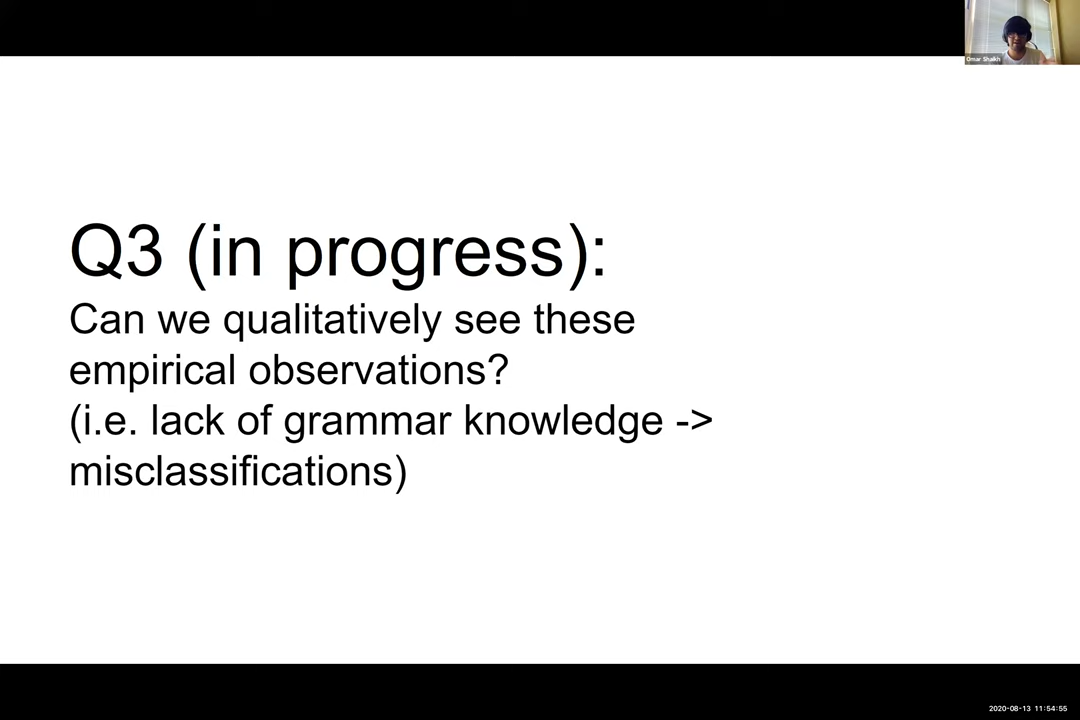 Omar Shaikh
Q3 (in progress):
Can we qualitatively see these
empirical observations?
(i.e. lack of grammar knowledge ->
misclassifications)
2020-08-13 11:54:55